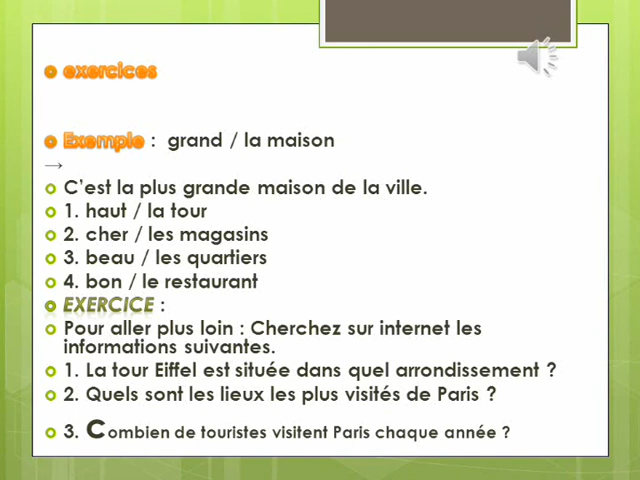 exercices
Exemple : grand / la maison
→
C'est la plus grande maison de la ville.
1. haut / la tour
2. cher / les magasins
3. beau / les quartiers
4. bon / le restaurant
EXERCICE :
Pour aller plus loin : Cherchez sur internet les
informations suivantes.
1. La tour Eiffel est située dans quel arrondissement ?
2. Quels sont les lieux les plus visités de Paris ?
3. Combien de touristes visitent Paris chaque année ?